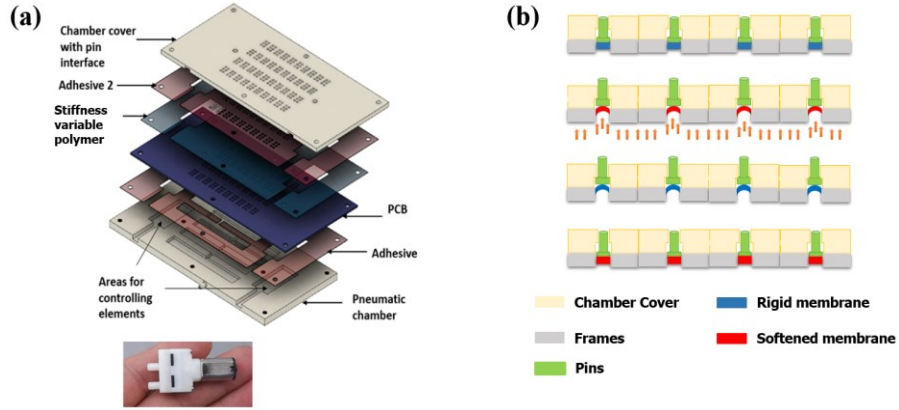 (a)
Chamber cover
with pin
interface
Adhesive 2
Stiffness
variable
polymer
PCB
Adhesive
Areas for
controlling
elements
Pneumatic
chamber
(b)
Chamber Cover
Rigid membrane
Frames
Softened membrane
Pins